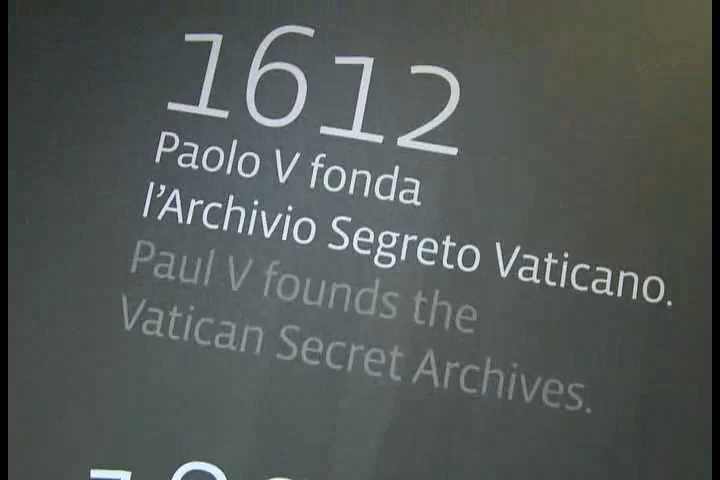 1612
Paolo V fonda
l'Archivio Segreto Vaticano.
Paul V founds the
Vatican Secret Archives.